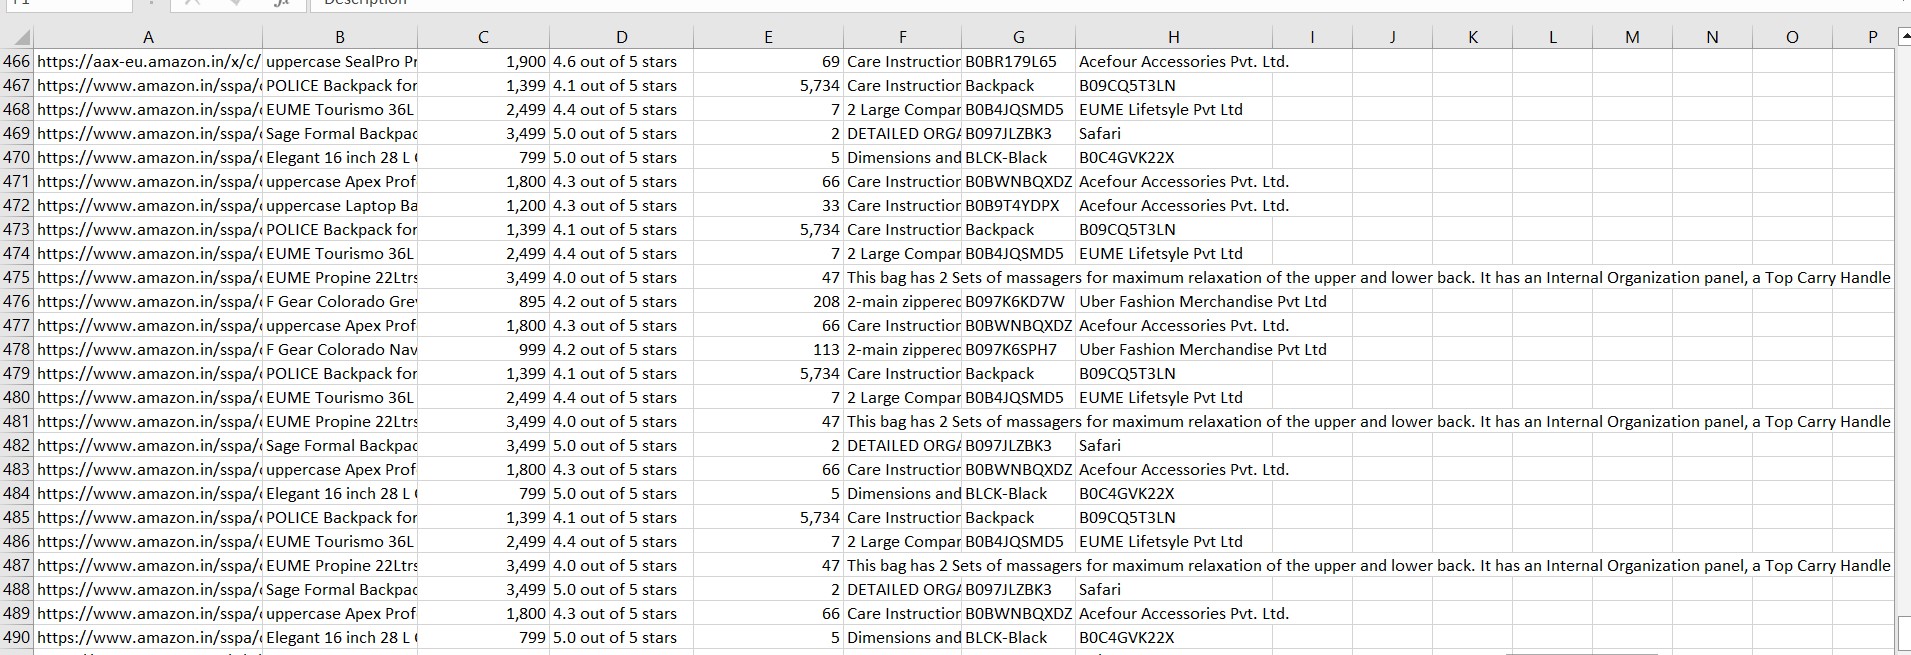 Description
A B C D E F G H I J K L M N O P
466 https://aax-eu.amazon.in/x/c/ uppercase SealPro Pr 1,900 4.6 out of 5 stars 69 Care Instruction B0BR179L65 Acefour Accessories Pvt. Ltd.
467 https://www.amazon.in/sspa/c POLICE Backpack for 1,399 4.1 out of 5 stars 5,734 Care Instruction Backpack B09CQ5T3LN
468 https://www.amazon.in/sspa/c EUME Tourismo 36L 2,499 4.4 out of 5 stars 7 2 Large Compar B0B4JQSMD5 EUME Lifetsyle Pvt Ltd
469 https://www.amazon.in/sspa/c Sage Formal Backpac 3,499 5.0 out of 5 stars 2 DETAILED ORGA B097JLZBK3 Safari
470 https://www.amazon.in/sspa/c Elegant 16 inch 28 L 799 5.0 out of 5 stars 5 Dimensions and BLCK-Black B0C4GVK22X
471 https://www.amazon.in/sspa/c uppercase Apex Prof 1,800 4.3 out of 5 stars 66 Care Instruction B0BWNBQXDZ Acefour Accessories Pvt. Ltd.
472 https://www.amazon.in/sspa/c uppercase Laptop Ba 1,200 4.3 out of 5 stars 33 Care Instruction B0B9T4YDPX Acefour Accessories Pvt. Ltd.
473 https://www.amazon.in/sspa/c POLICE Backpack for 1,399 4.1 out of 5 stars 5,734 Care Instruction Backpack B09CQ5T3LN
474 https://www.amazon.in/sspa/c EUME Tourismo 36L 2,499 4.4 out of 5 stars 7 2 Large Compar B0B4JQSMD5 EUME Lifetsyle Pvt Ltd
475 https://www.amazon.in/sspa/c EUME Propine 22Ltrs 3,499 4.0 out of 5 stars 47 This bag has 2 Sets of massagers for maximum relaxation of the upper and lower back. It has an Internal Organization panel, a Top Carry Handle
476 https://www.amazon.in/sspa/c F Gear Colorado Grey 895 4.2 out of 5 stars 208 2-main zippered B097K6KD7W Uber Fashion Merchandise Pvt Ltd
477 https://www.amazon.in/sspa/c uppercase Apex Prof 1,800 4.3 out of 5 stars 66 Care Instruction B0BWNBQXDZ Acefour Accessories Pvt. Ltd.
478 https://www.amazon.in/sspa/c F Gear Colorado Nav 999 4.2 out of 5 stars 113 2-main zippered B097K6SPH7 Uber Fashion Merchandise Pvt Ltd
479 https://www.amazon.in/sspa/c POLICE Backpack for 1,399 4.1 out of 5 stars 5,734 Care Instruction Backpack B09CQ5T3LN
480 https://www.amazon.in/sspa/c EUME Tourismo 36L 2,499 4.4 out of 5 stars 7 2 Large Compar B0B4JQSMD5 EUME Lifetsyle Pvt Ltd
481 https://www.amazon.in/sspa/c EUME Propine 22Ltrs 3,499 4.0 out of 5 stars 47 This bag has 2 Sets of massagers for maximum relaxation of the upper and lower back. It has an Internal Organization panel, a Top Carry Handle
482 https://www.amazon.in/sspa/c Sage Formal Backpac 3,499 5.0 out of 5 stars 2 DETAILED ORGA B097JLZBK3 Safari
483 https://www.amazon.in/sspa/c uppercase Apex Prof 1,800 4.3 out of 5 stars 66 Care Instruction B0BWNBQXDZ Acefour Accessories Pvt. Ltd.
484 https://www.amazon.in/sspa/c Elegant 16 inch 28 L 799 5.0 out of 5 stars 5 Dimensions and BLCK-Black B0C4GVK22X
485 https://www.amazon.in/sspa/c POLICE Backpack for 1,399 4.1 out of 5 stars 5,734 Care Instruction Backpack B09CQ5T3LN
486 https://www.amazon.in/sspa/c EUME Tourismo 36L 2,499 4.4 out of 5 stars 7 2 Large Compar B0B4JQSMD5 EUME Lifetsyle Pvt Ltd
487 https://www.amazon.in/sspa/c EUME Propine 22Ltrs 3,499 4.0 out of 5 stars 47 This bag has 2 Sets of massagers for maximum relaxation of the upper and lower back. It has an Internal Organization panel, a Top Carry Handle
488 https://www.amazon.in/sspa/c Sage Formal Backpac 3,499 5.0 out of 5 stars 2 DETAILED ORGA B097JLZBK3 Safari
489 https://www.amazon.in/sspa/c uppercase Apex Prof 1,800 4.3 out of 5 stars 66 Care Instruction B0BWNBQXDZ Acefour Accessories Pvt. Ltd.
490 https://www.amazon.in/sspa/c Elegant 16 inch 28 L 799 5.0 out of 5 stars 5 Dimensions and BLCK-Black B0C4GVK22X